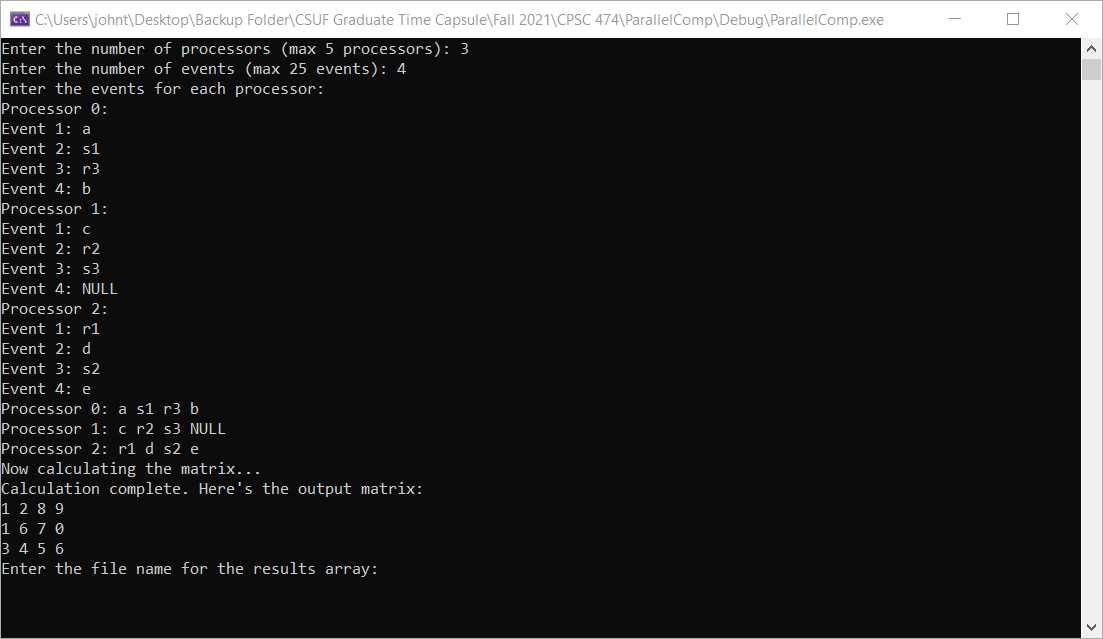 C:\Users\johnt\Desktop\Backup Folder\CSUF Graduate Time Capsule\Fall 2021\CPSC 474\ParallelComp\Debug\ParallelComp.exe
Enter the number of processors (max 5 processors): 3
Enter the number of events (max 25 events): 4
Enter the events for each processor:
Processor 0:
Event 1: a
Event 2: s1
Event 3: r3
Event 4: b
Processor 1:
Event 1: c
Event 2: r2
Event 3: s3
Event 4: NULL
Processor 2:
Event 1: r1
Event 2: d
Event 3: s2
Event 4: e
Processor 0: a s1 r3 b
Processor 1: c r2 s3 NULL
Processor 2: r1 d s2 e
Now calculating the matrix...
Calculation complete. Here's the output matrix:
1 2 8 9
1 6 7 0
3 4 5 6
Enter the file name for the results array: